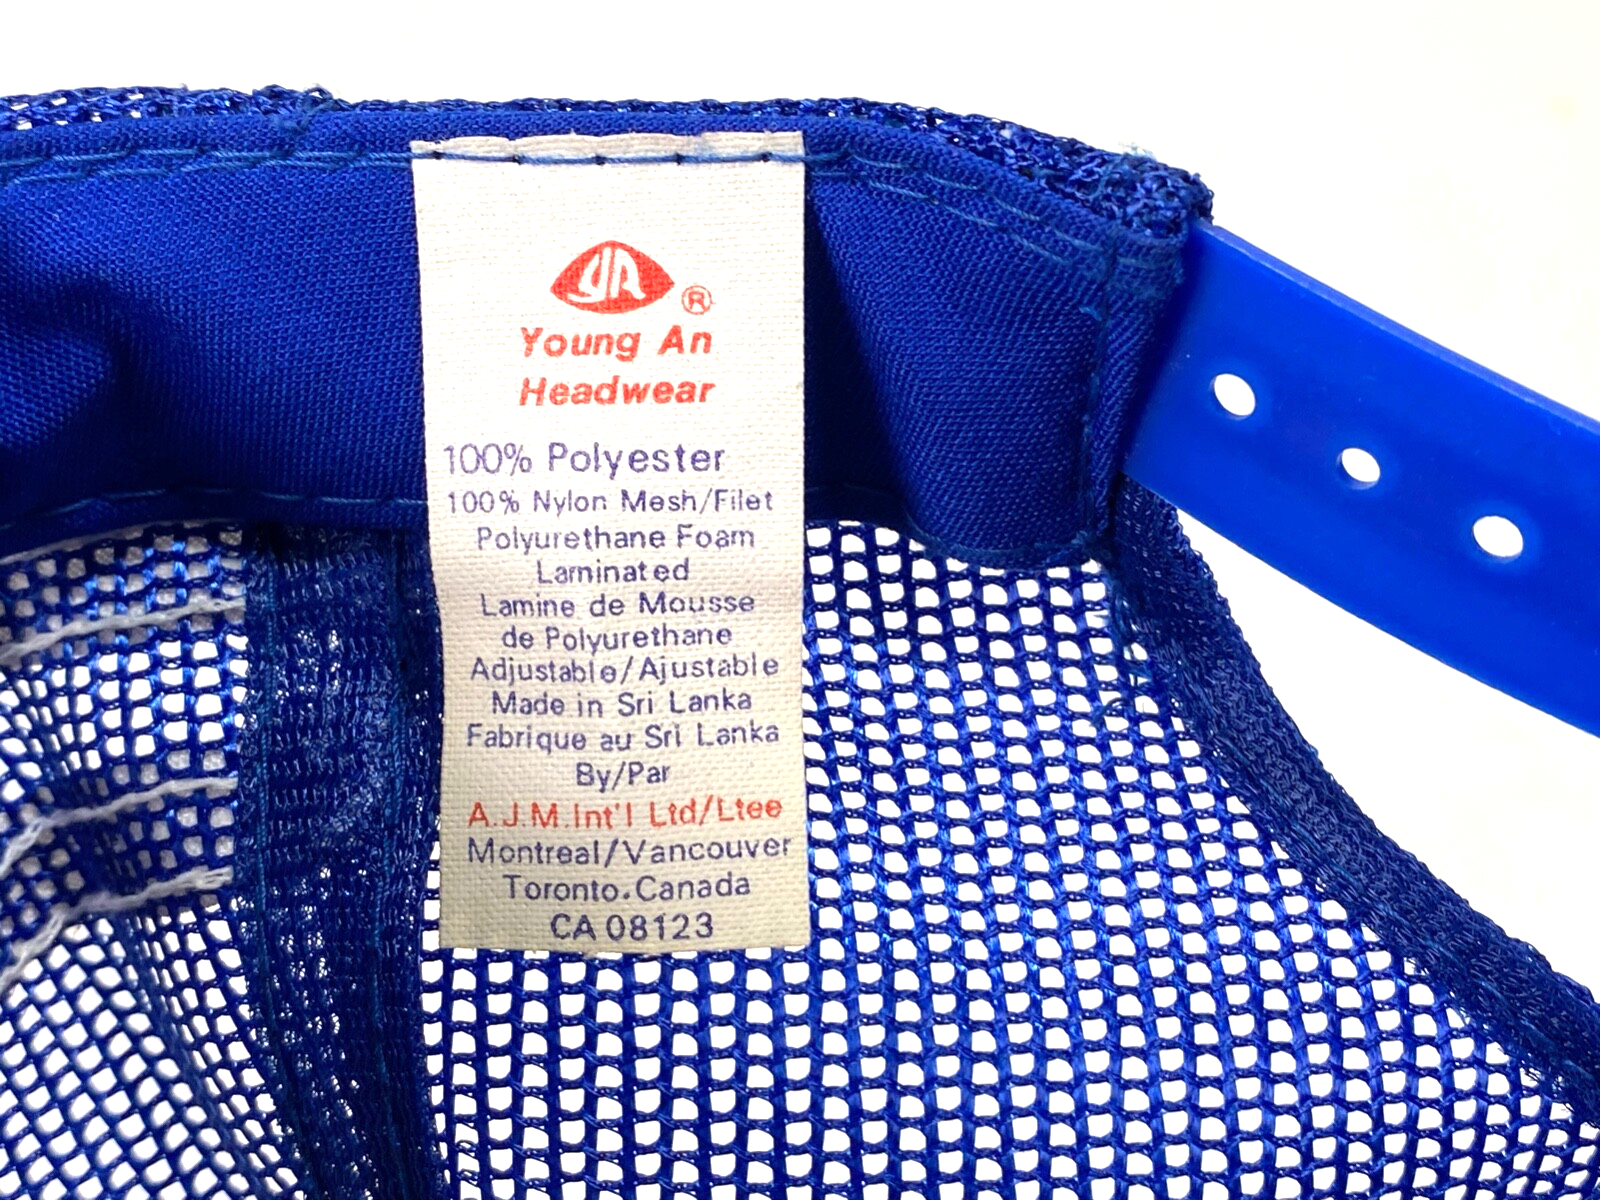 YA ®
Young An
Headwear
100% Polyester
100% Nylon Mesh/Filet
Polyurethane Foam
Laminated
Lamine de Mousse
de Polyurethane
Adjustable/Ajustable
Made in Sri Lanka
Fabrique au Sri Lanka
By/Par
A.J.M.Int'l Ltd/Ltee
Montreal/Vancouver
Toronto.Canada
CA 08123